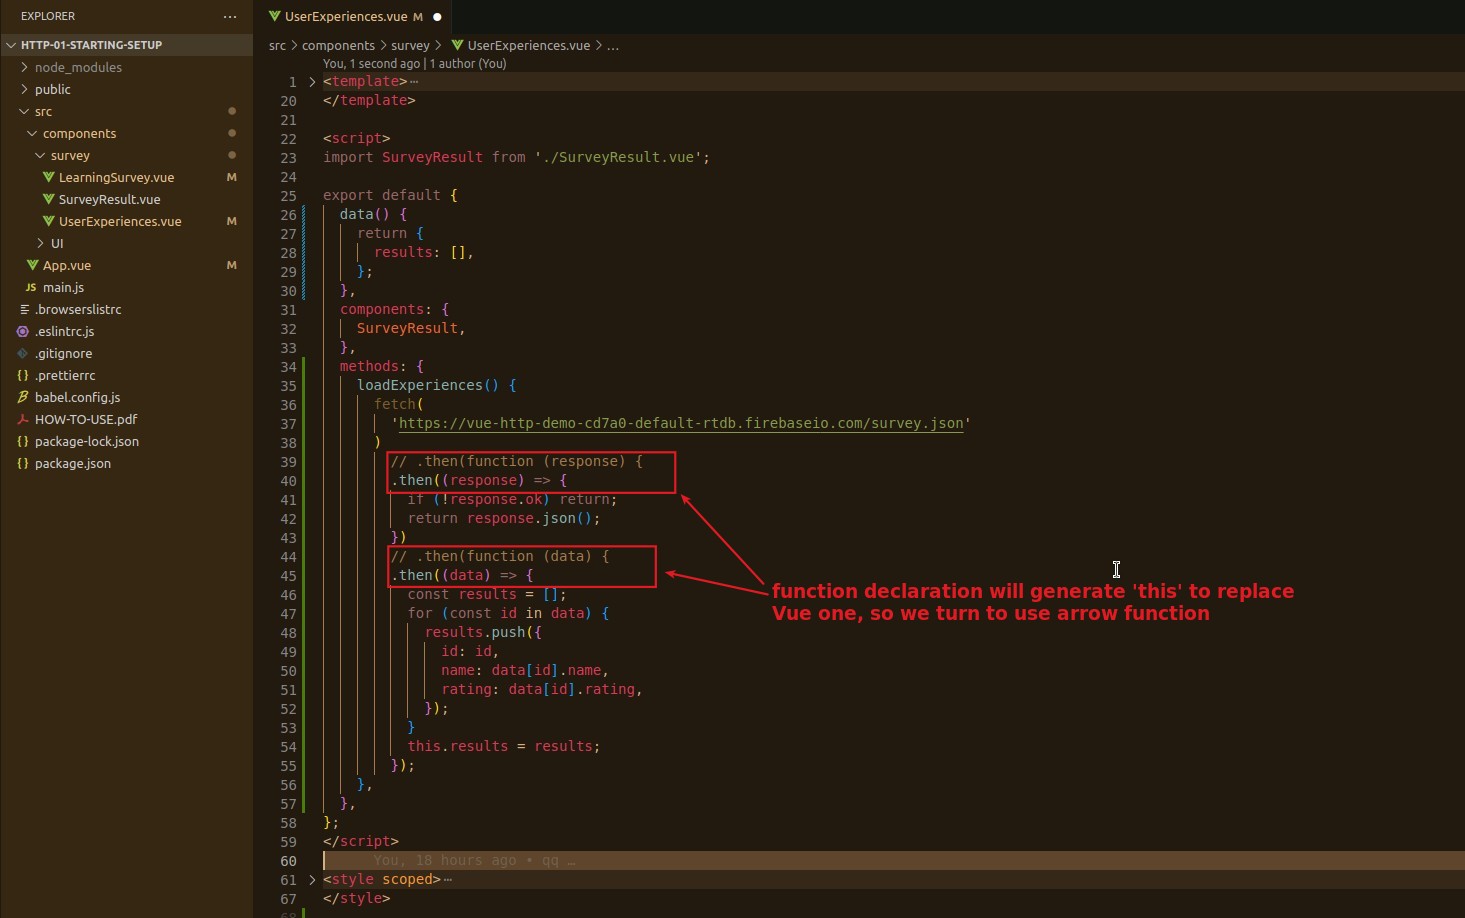 EXPLORER
...
HTTP-01-STARTING-SETUP
node_modules
public
src
components
survey
LearningSurvey.vue M
SurveyResult.vue
UserExperiences.vue M
UI
App.vue M
JS main.js
.browserslistrc
.eslintrc.js
.gitignore
{} .prettierrc
babel.config.js
HOW-TO-USE.pdf
{} package-lock.json
{} package.json
UserExperiences.vue M ●
src > components > survey > UserExperiences.vue > ...
You, 1 second ago | 1 author (You)
1 > <template>⋯
20 </template>
21
22 <script>
23 import SurveyResult from './SurveyResult.vue';
24
25 export default {
26   data() {
27     return {
28       results: [],
29     };
30   },
31   components: {
32     SurveyResult,
33   },
34   methods: {
35     loadExperiences() {
36       fetch(
37         'https://vue-http-demo-cd7a0-default-rtdb.firebaseio.com/survey.json'
38       )
39         // .then(function (response) {
40         .then((response) => {
41           if (!response.ok) return;
42           return response.json();
43         })
44         // .then(function (data) {
45         .then((data) => {
46           const results = [];
47           for (const id in data) {
48             results.push({
49               id: id,
50               name: data[id].name,
51               rating: data[id].rating,
52             });
53           }
54           this.results = results;
55         });
56     },
57   },
58 };
59 </script>
60 You, 18 hours ago • qq …
61 > <style scoped>⋯
67 </style>
68
function declaration will generate 'this' to replace
Vue one, so we turn to use arrow function